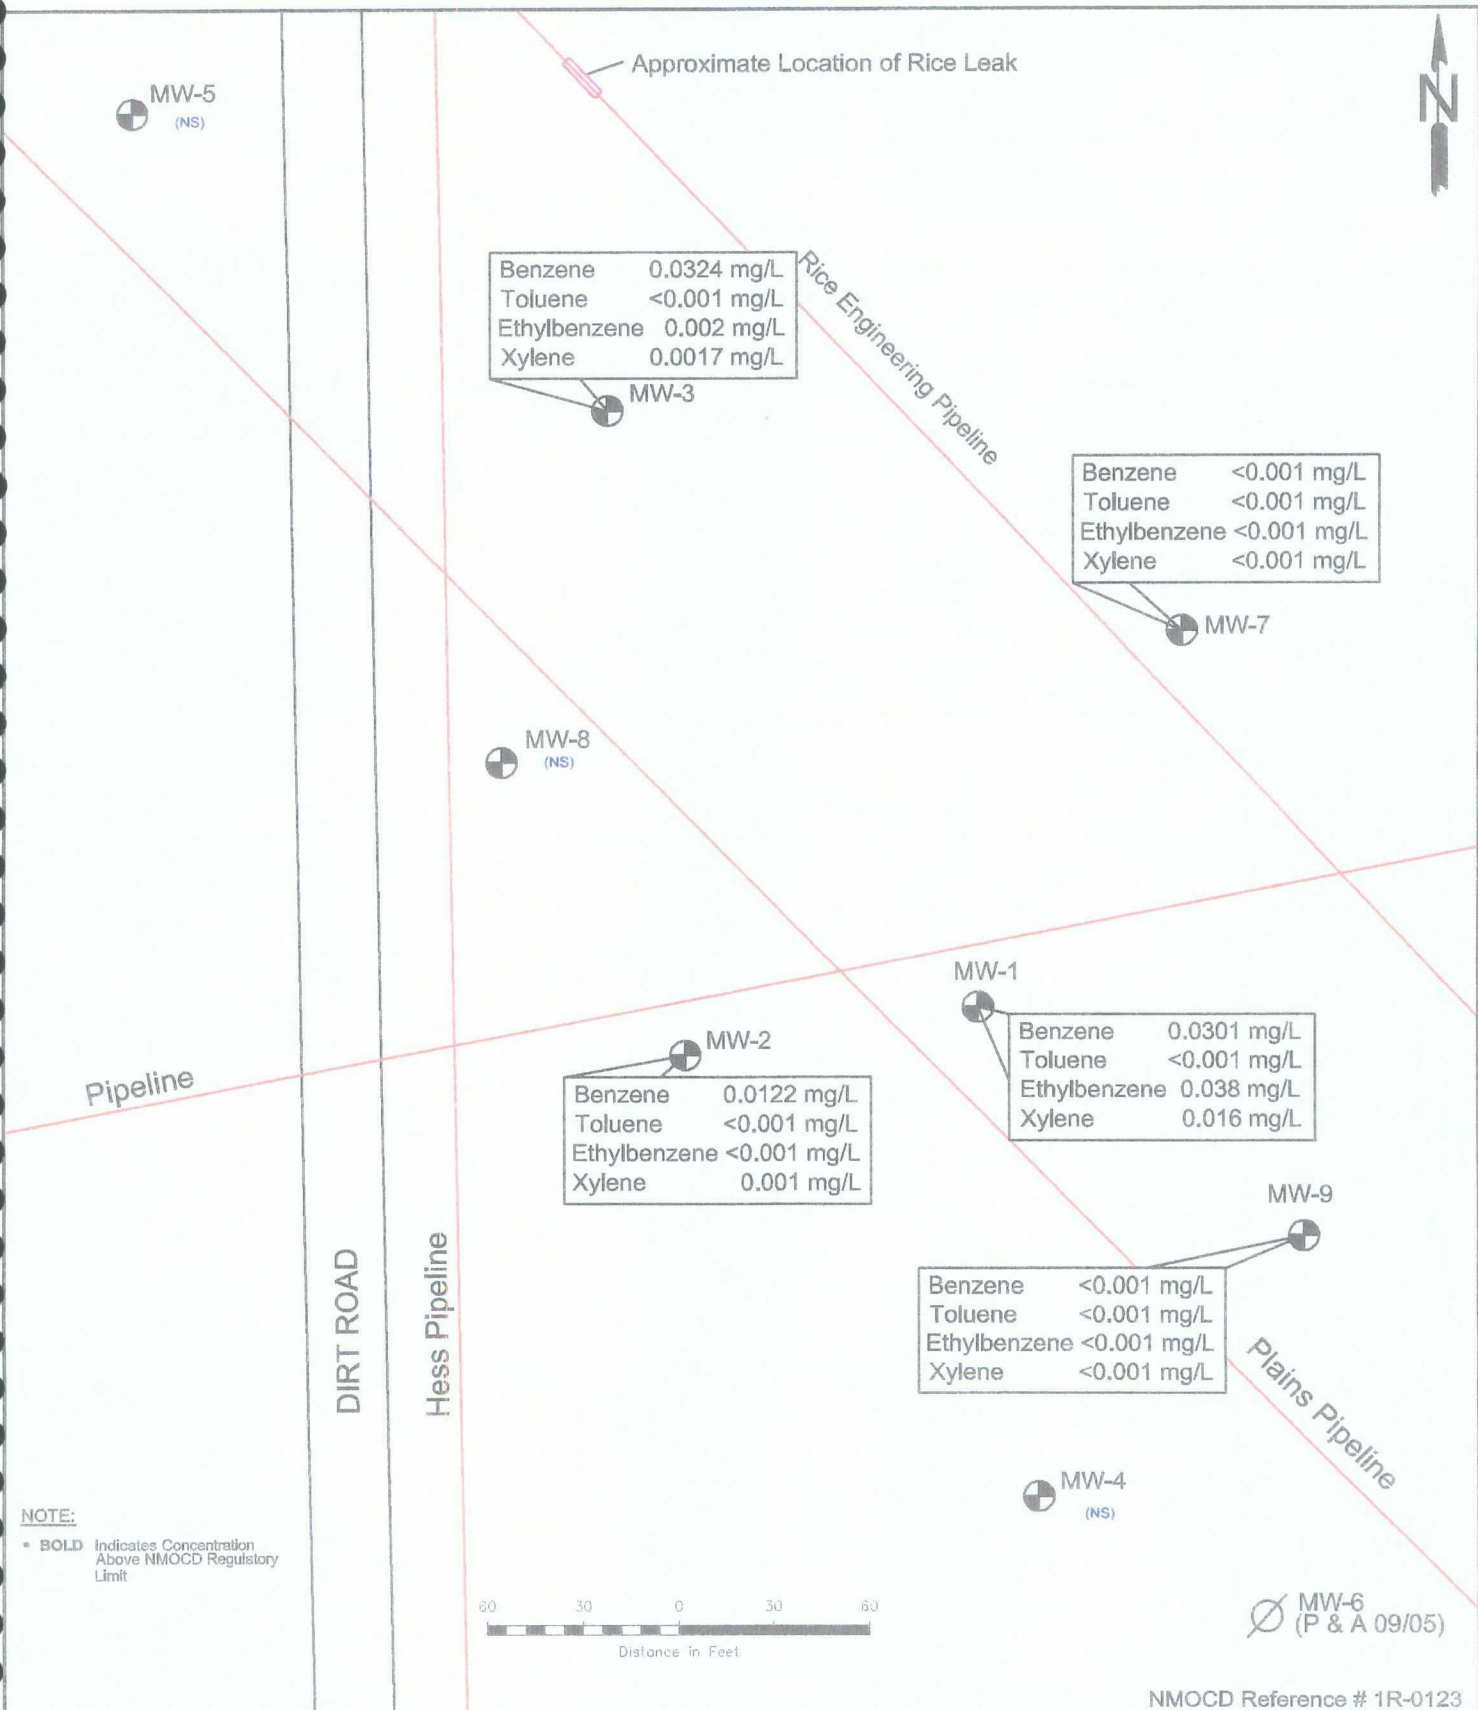 Approximate Location of Rice Leak
N
MW-5
(NS)
Benzene 0.0324 mg/L
Toluene <0.001 mg/L
Ethylbenzene 0.002 mg/L
Xylene 0.0017 mg/L
MW-3
Rice Engineering Pipeline
Benzene <0.001 mg/L
Toluene <0.001 mg/L
Ethylbenzene <0.001 mg/L
Xylene <0.001 mg/L
MW-7
MW-8
(NS)
MW-1
Benzene 0.0301 mg/L
Toluene <0.001 mg/L
Ethylbenzene 0.038 mg/L
Xylene 0.016 mg/L
MW-2
Benzene 0.0122 mg/L
Toluene <0.001 mg/L
Ethylbenzene <0.001 mg/L
Xylene 0.001 mg/L
Pipeline
MW-9
Benzene <0.001 mg/L
Toluene <0.001 mg/L
Ethylbenzene <0.001 mg/L
Xylene <0.001 mg/L
DIRT ROAD
Hess Pipeline
Plains Pipeline
MW-4
(NS)
NOTE:
• BOLD Indicates Concentration
Above NMOCD Regulatory
Limit
60 30 0 30 60
Distance in Feet
MW-6
(P & A 09/05)
NMOCD Reference # 1R-0123